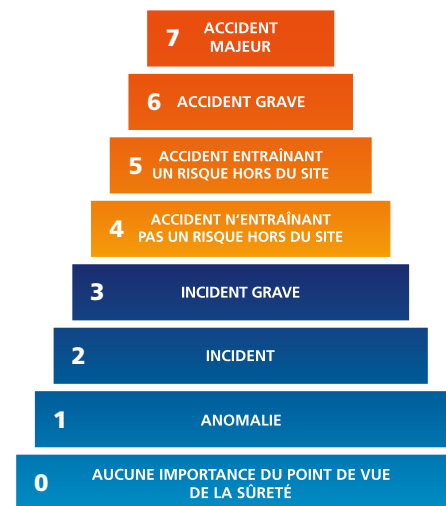 7 ACCIDENT
MAJEUR
6 ACCIDENT GRAVE
5 ACCIDENT ENTRAÎNANT
UN RISQUE HORS DU SITE
4 ACCIDENT N’ENTRAÎNANT
PAS UN RISQUE HORS DU SITE
3 INCIDENT GRAVE
2 INCIDENT
1 ANOMALIE
0 AUCUNE IMPORTANCE DU POINT DE VUE
DE LA SÛRETÉ